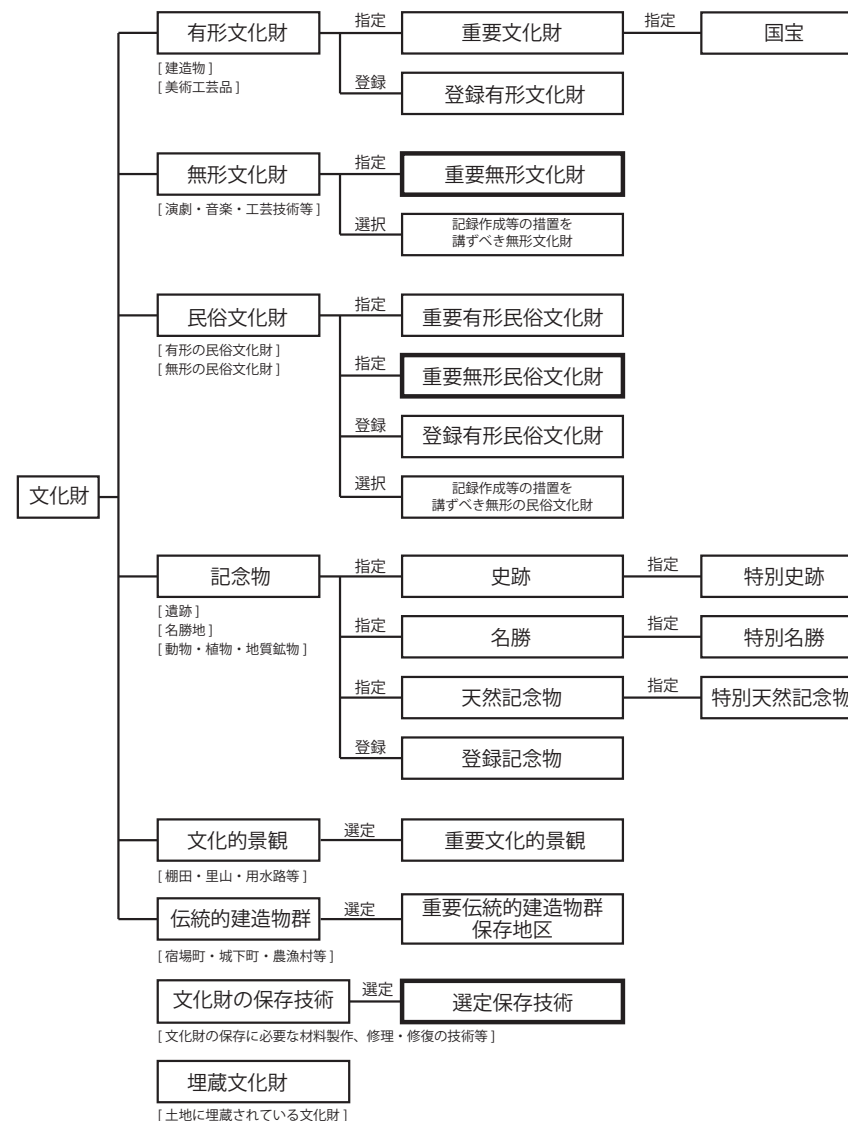 有形文化財
[ 建造物 ]
[ 美術工芸品 ]
指定
重要文化財
指定
国宝
登録
登録有形文化財
無形文化財
[ 演劇・音楽・工芸技術等 ]
指定
重要無形文化財
選択
記録作成等の措置を
講ずべき無形文化財
民俗文化財
[ 有形の民俗文化財 ]
[ 無形の民俗文化財 ]
指定
重要有形民俗文化財
指定
重要無形民俗文化財
登録
登録有形民俗文化財
選択
記録作成等の措置を
講ずべき無形の民俗文化財
文化財
記念物
[ 遺跡 ]
[ 名勝地 ]
[ 動物・植物・地質鉱物 ]
指定
史跡
指定
特別史跡
指定
名勝
指定
特別名勝
指定
天然記念物
指定
特別天然記念物
登録
登録記念物
文化的景観
[ 棚田・里山・用水路等 ]
選定
重要文化的景観
伝統的建造物群
[ 宿場町・城下町・農漁村等 ]
選定
重要伝統的建造物群
保存地区
文化財の保存技術
[ 文化財の保存に必要な材料製作、修理・修復の技術等 ]
選定
選定保存技術
埋蔵文化財
[ 土地に埋蔵されている文化財 ]